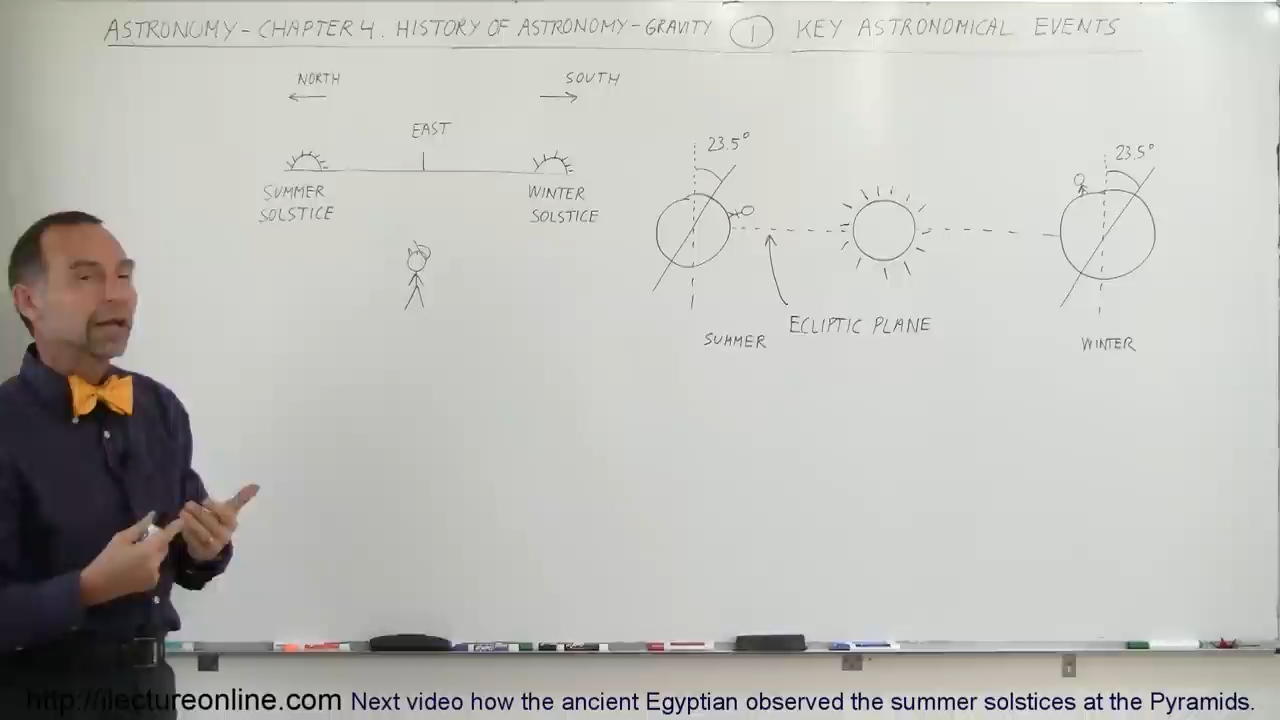 ASTRONOMY - CHAPTER 4. HISTORY OF ASTRONOMY - GRAVITY 1 KEY ASTRONOMICAL EVENTS
NORTH
SOUTH
EAST
SUMMER
SOLSTICE
WINTER
SOLSTICE
23.5°
23.5°
ECLIPTIC PLANE
SUMMER
WINTER
http://ilectureonline.com Next video how the ancient Egyptian observed the summer solstices at the Pyramids.